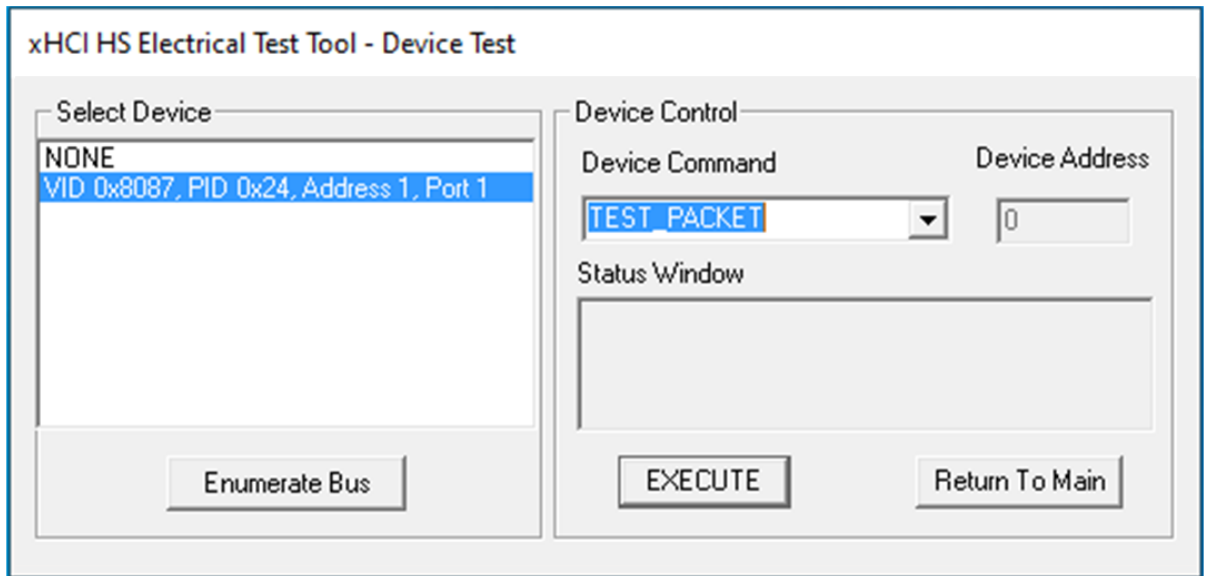 xHCI HS Electrical Test Tool - Device Test
Select Device
NONE
VID 0x8087, PID 0x24, Address 1, Port 1
Enumerate Bus
Device Control
Device Command
Device Address
TEST_PACKET
0
Status Window
EXECUTE
Return To Main